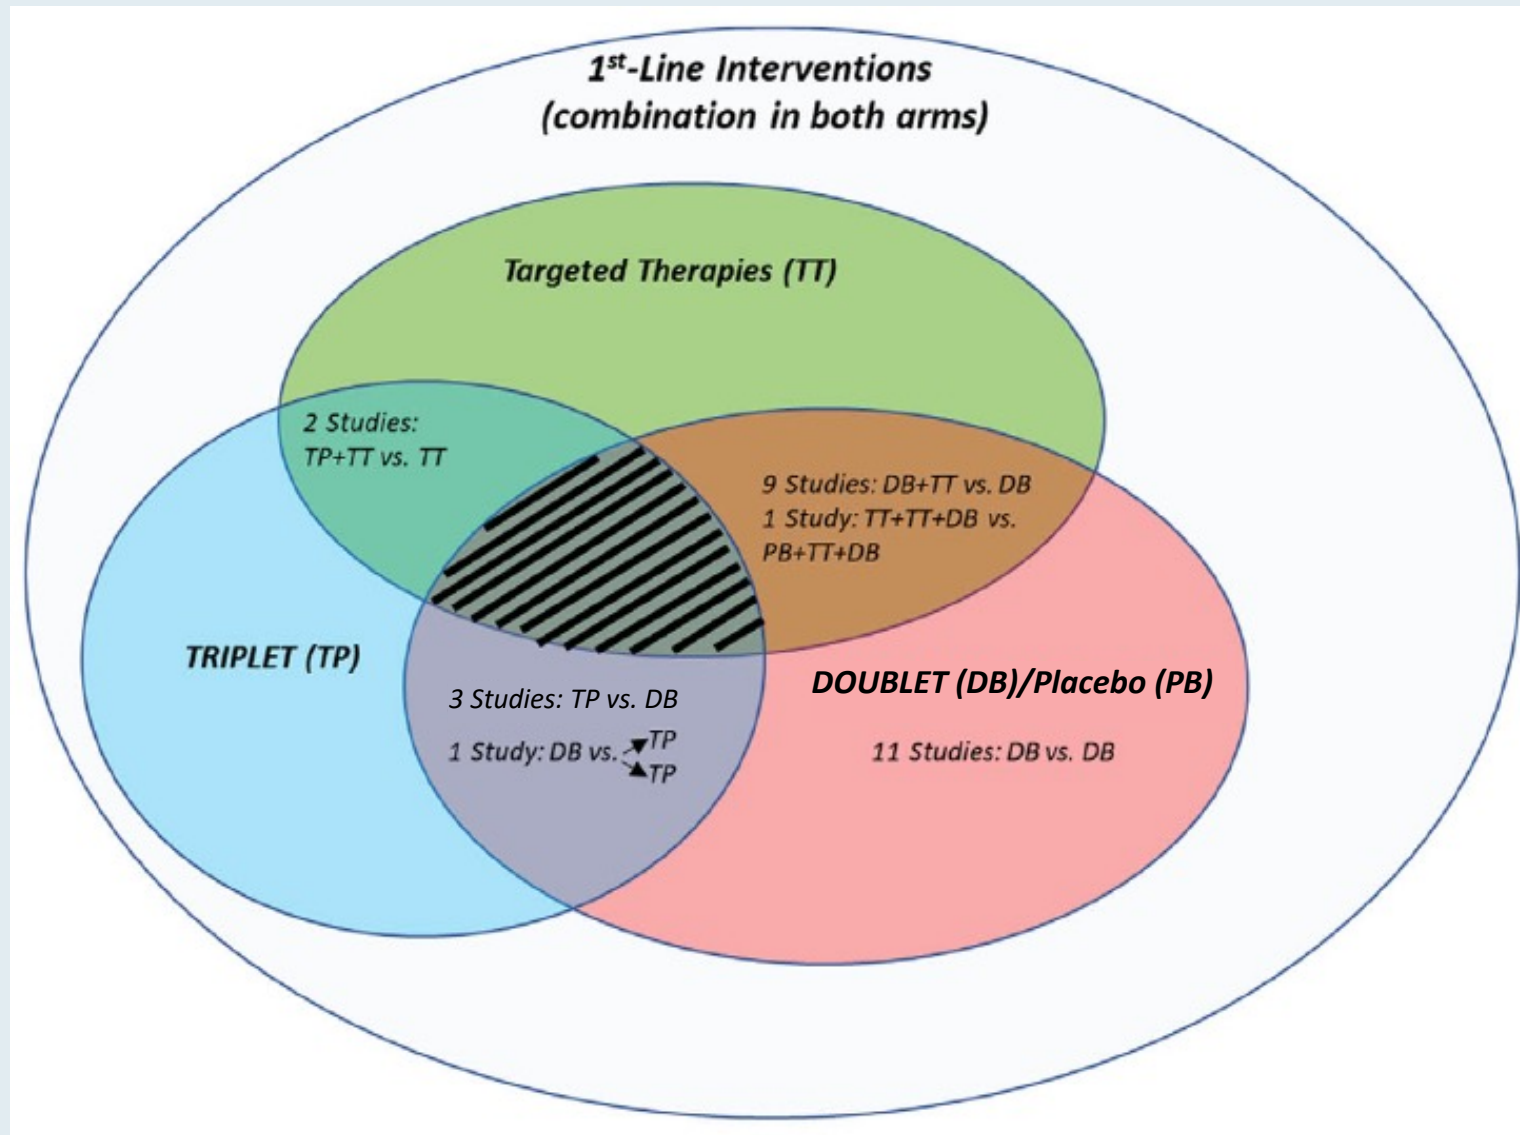 1st-Line Interventions
(combination in both arms)
Targeted Therapies (TT)
2 Studies:
TP+TT vs. TT
9 Studies: DB+TT vs. DB
1 Study: TT+TT+DB vs.
PB+TT+DB
TRIPLET (TP)
DOUBLET (DB)/Placebo (PB)
3 Studies: TP vs. DB
1 Study: DB vs.
TP
TP
11 Studies: DB vs. DB